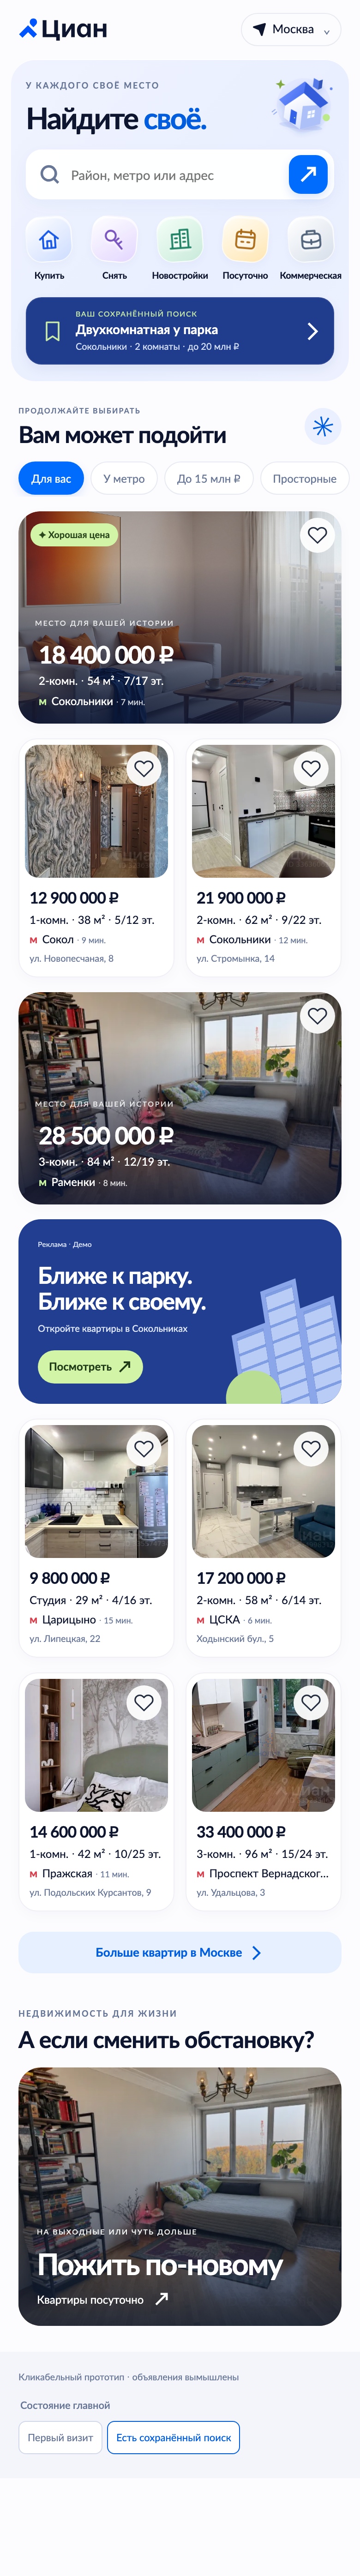 Циан
Москва
У КАЖДОГО СВОЁ МЕСТО
Найдите своё.
Район, метро или адрес
Купить
Снять
Новостройки
Посуточно
Коммерческая
ВАШ СОХРАНЁННЫЙ ПОИСК
Двухкомнатная у парка
Сокольники · 2 комнаты · до 20 млн ₽
ПРОДОЛЖАЙТЕ ВЫБИРАТЬ
Вам может подойти
Для вас
У метро
До 15 млн ₽
Просторные
Хорошая цена
МЕСТО ДЛЯ ВАШЕЙ ИСТОРИИ
18 400 000 ₽
2-комн. · 54 м² · 7/17 эт.
м Сокольники · 7 мин.
12 900 000 ₽
1-комн. · 38 м² · 5/12 эт.
м Сокол · 9 мин.
ул. Новопесчаная, 8
21 900 000 ₽
2-комн. · 62 м² · 9/22 эт.
м Сокольники · 12 мин.
ул. Стромынка, 14
МЕСТО ДЛЯ ВАШЕЙ ИСТОРИИ
28 500 000 ₽
3-комн. · 84 м² · 12/19 эт.
м Раменки · 8 мин.
Реклама · Демо
Ближе к парку.
Ближе к своему.
Откройте квартиры в Сокольниках
Посмотреть
9 800 000 ₽
Студия · 29 м² · 4/16 эт.
м Царицыно · 15 мин.
ул. Липецкая, 22
17 200 000 ₽
2-комн. · 58 м² · 6/14 эт.
м ЦСКА · 6 мин.
Ходынский бул., 5
14 600 000 ₽
1-комн. · 42 м² · 10/25 эт.
м Пражская · 11 мин.
ул. Подольских Курсантов, 9
33 400 000 ₽
3-комн. · 96 м² · 15/24 эт.
м Проспект Вернадског...
ул. Удальцова, 3
Больше квартир в Москве
НЕДВИЖИМОСТЬ ДЛЯ ЖИЗНИ
А если сменить обстановку?
НА ВЫХОДНЫЕ ИЛИ ЧУТЬ ДОЛЬШЕ
Пожить по-новому
Квартиры посуточно
Кликабельный прототип · объявления вымышлены
Состояние главной
Первый визит
Есть сохранённый поиск